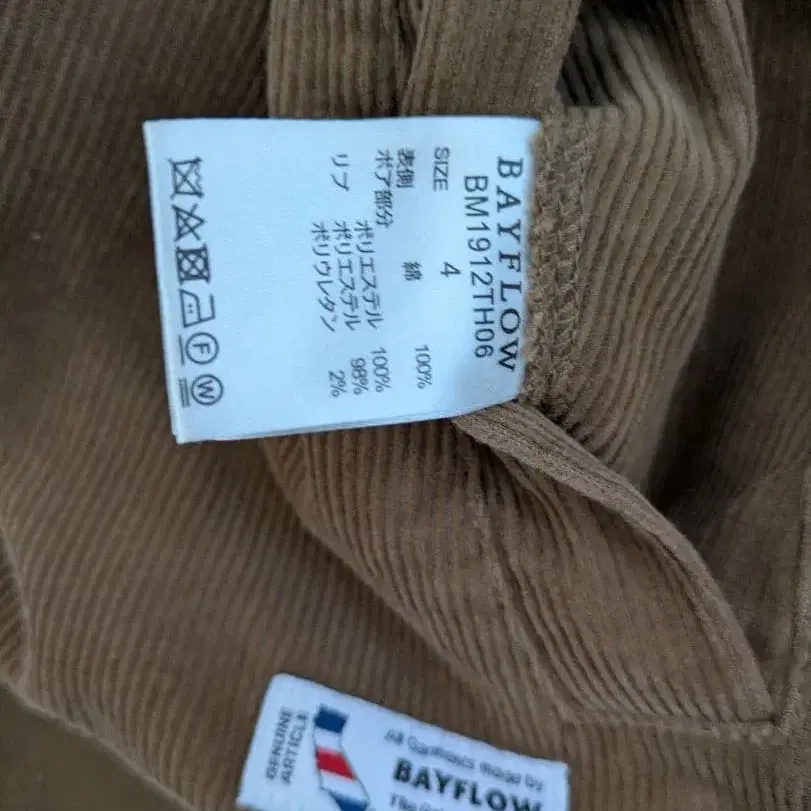 BAYFLOW
BM1912TH06
SIZE 4
表側 綿 100%
ボア部分 ポリエステル 100%
リブ ポリエステル 98%
ポリウレタン 2%
F W
GENUINE
ARTICLE
All Garments made by
BAYFLOW